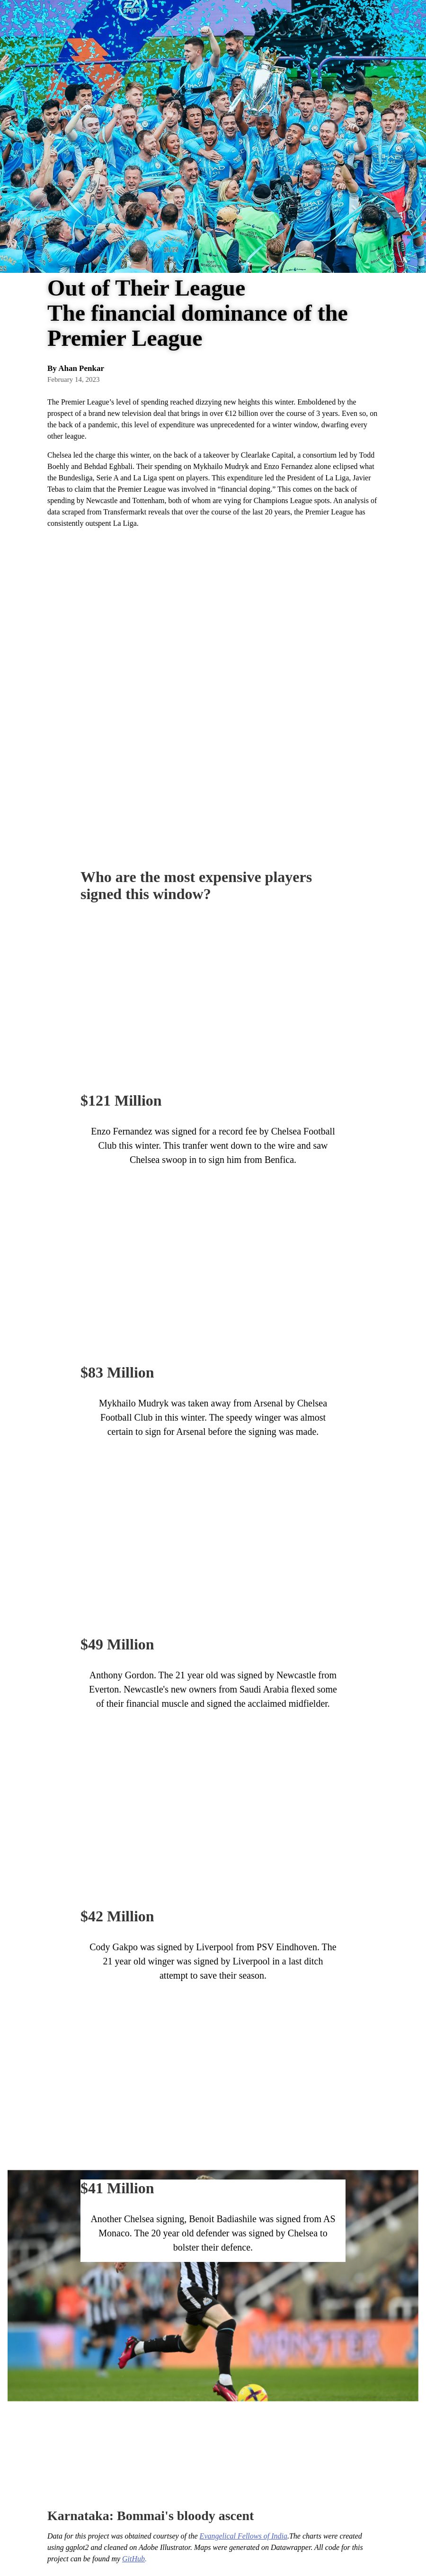 EA
SPORTS
Out of Their League
The financial dominance of the
Premier League
By Ahan Penkar
February 14, 2023
The Premier League’s level of spending reached dizzying new heights this winter. Emboldened by the
prospect of a brand new television deal that brings in over €12 billion over the course of 3 years. Even so, on
the back of a pandemic, this level of expenditure was unprecedented for a winter window, dwarfing every
other league.
Chelsea led the charge this winter, on the back of a takeover by Clearlake Capital, a consortium led by Todd
Boehly and Behdad Eghbali. Their spending on Mykhailo Mudryk and Enzo Fernandez alone eclipsed what
the Bundesliga, Serie A and La Liga spent on players. This expenditure led the President of La Liga, Javier
Tebas to claim that the Premier League was involved in “financial doping.” This comes on the back of
spending by Newcastle and Tottenham, both of whom are vying for Champions League spots. An analysis of
data scraped from Transfermarkt reveals that over the course of the last 20 years, the Premier League has
consistently outspent La Liga.
Who are the most expensive players
signed this window?
$121 Million
Enzo Fernandez was signed for a record fee by Chelsea Football
Club this winter. This tranfer went down to the wire and saw
Chelsea swoop in to sign him from Benfica.
$83 Million
Mykhailo Mudryk was taken away from Arsenal by Chelsea
Football Club in this winter. The speedy winger was almost
certain to sign for Arsenal before the signing was made.
$49 Million
Anthony Gordon. The 21 year old was signed by Newcastle from
Everton. Newcastle's new owners from Saudi Arabia flexed some
of their financial muscle and signed the acclaimed midfielder.
$42 Million
Cody Gakpo was signed by Liverpool from PSV Eindhoven. The
21 year old winger was signed by Liverpool in a last ditch
attempt to save their season.
$41 Million
Another Chelsea signing, Benoit Badiashile was signed from AS
Monaco. The 20 year old defender was signed by Chelsea to
bolster their defence.
Karnataka: Bommai's bloody ascent
Data for this project was obtained courtsey of the Evangelical Fellows of India.The charts were created
using ggplot2 and cleaned on Adobe Illustrator. Maps were generated on Datawrapper. All code for this
project can be found my GitHub.